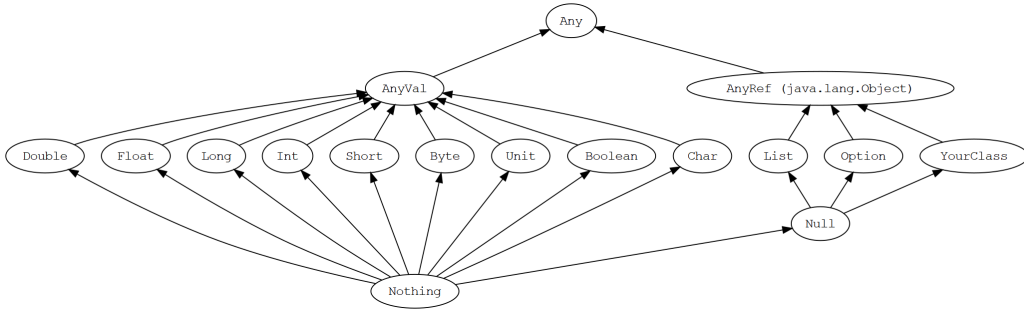 Any
AnyVal
AnyRef (java.lang.Object)
Double
Float
Long
Int
Short
Byte
Unit
Boolean
Char
List
Option
YourClass
Null
Nothing